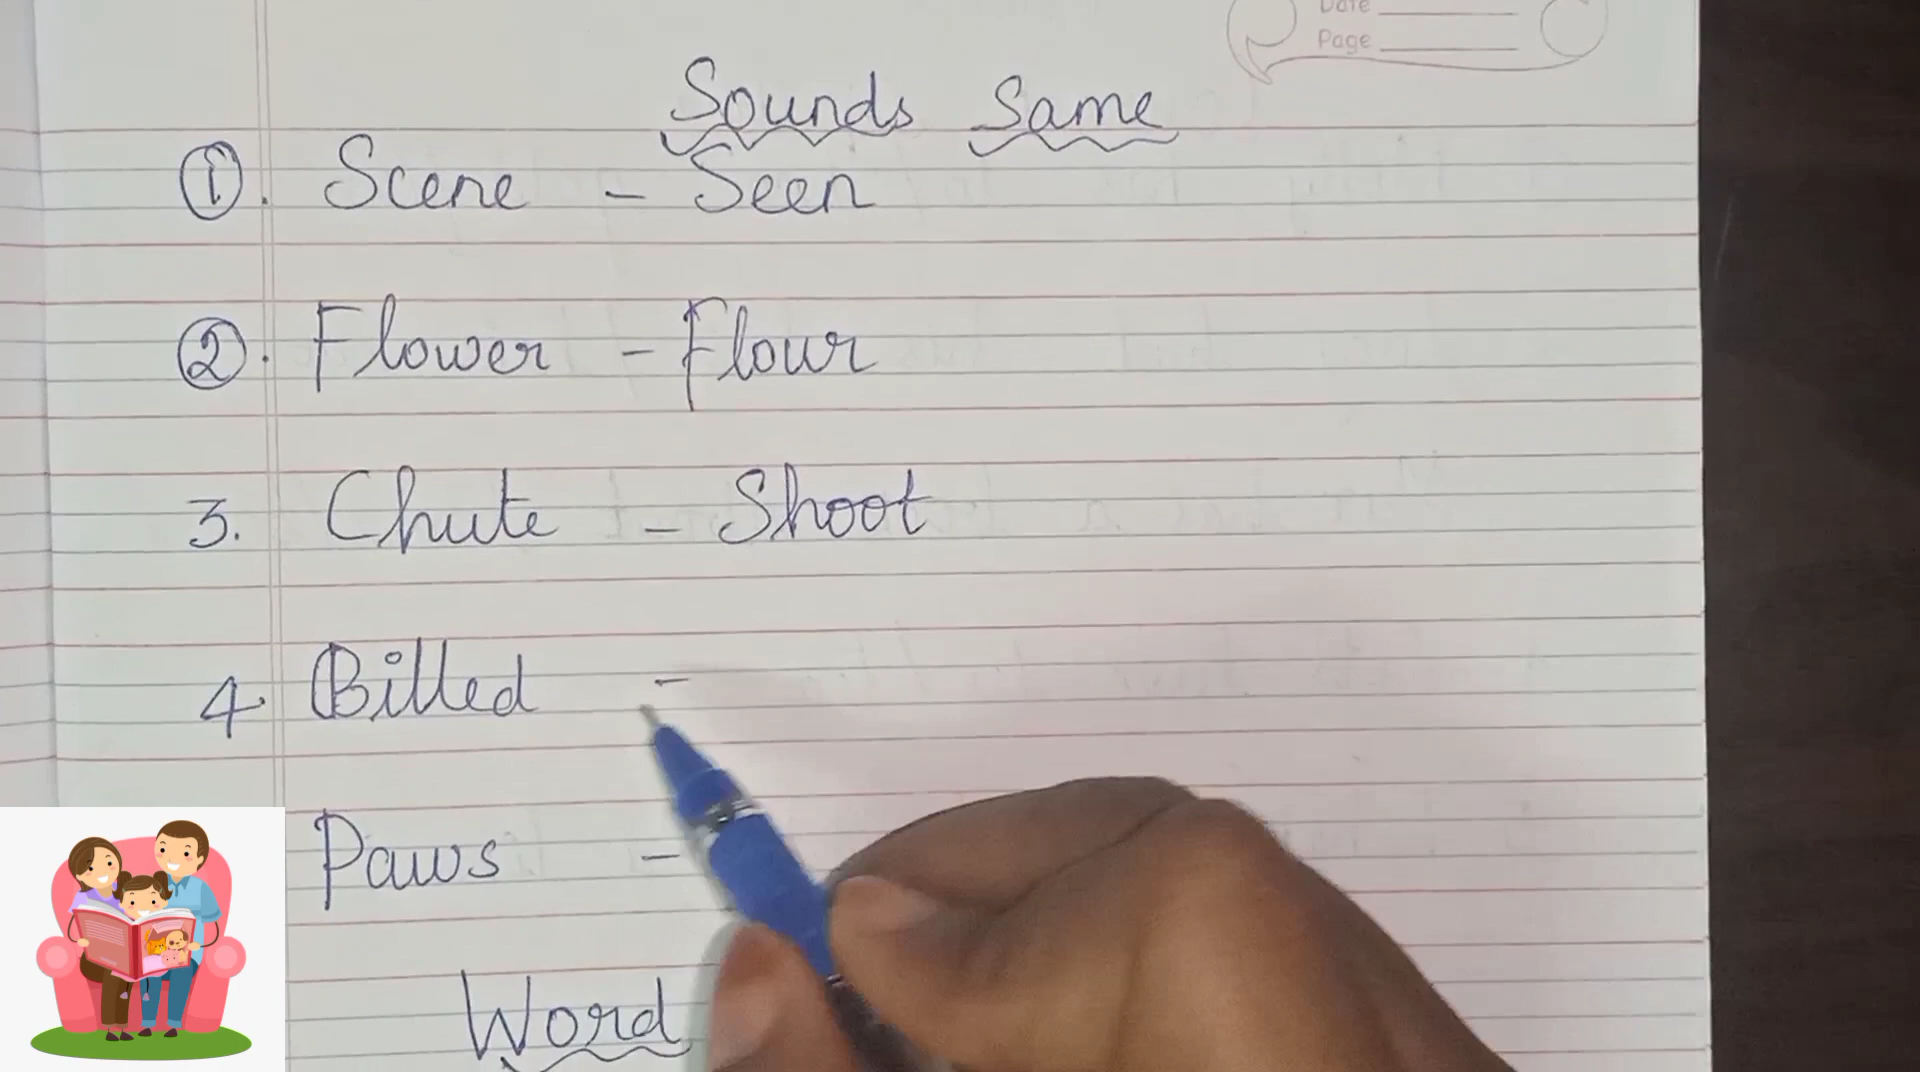 Date
Page
Sounds Same
1. Scene - Seen
2. Flower - Flour
3. Chute - Shoot
4. Billed -
Paws -
Word